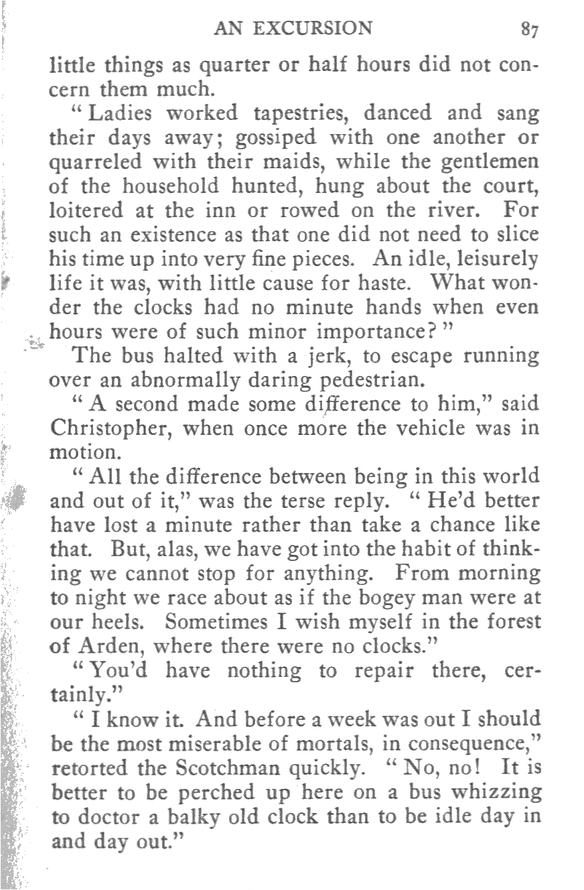 AN EXCURSION 87
little things as quarter or half hours did not con-
cern them much.
“ Ladies worked tapestries, danced and sang
their days away; gossiped with one another or
quarreled with their maids, while the gentlemen
of the household hunted, hung about the court,
loitered at the inn or rowed on the river. For
such an existence as that one did not need to slice
his time up into very fine pieces. An idle, leisurely
life it was, with little cause for haste. What won-
der the clocks had no minute hands when even
hours were of such minor importance? ”
The bus halted with a jerk, to escape running
over an abnormally daring pedestrian.
“ A second made some difference to him,” said
Christopher, when once more the vehicle was in
motion.
“ All the difference between being in this world
and out of it,” was the terse reply. “ He’d better
have lost a minute rather than take a chance like
that. But, alas, we have got into the habit of think-
ing we cannot stop for anything. From morning
to night we race about as if the bogey man were at
our heels. Sometimes I wish myself in the forest
of Arden, where there were no clocks.”
“ You’d have nothing to repair there, cer-
tainly.”
“ I know it. And before a week was out I should
be the most miserable of mortals, in consequence,”
retorted the Scotchman quickly. “ No, no! It is
better to be perched up here on a bus whizzing
to doctor a balky old clock than to be idle day in
and day out.”